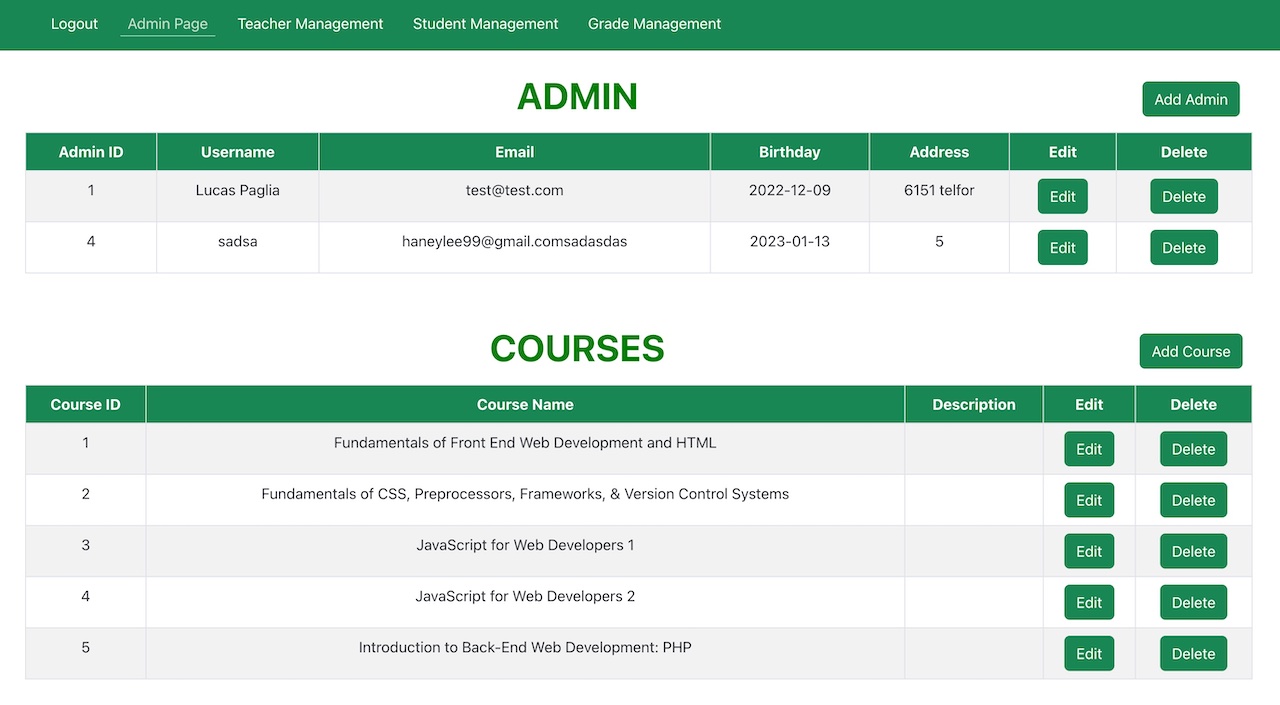 Logout Admin Page Teacher Management Student Management Grade Management
ADMIN Add Admin
Admin ID Username Email Birthday Address Edit Delete
1 Lucas Paglia test@test.com 2022-12-09 6151 telfor Edit Delete
4 sadsa haneylee99@gmail.comsadasdas 2023-01-13 5 Edit Delete
COURSES Add Course
Course ID Course Name Description Edit Delete
1 Fundamentals of Front End Web Development and HTML Edit Delete
2 Fundamentals of CSS, Preprocessors, Frameworks, & Version Control Systems Edit Delete
3 JavaScript for Web Developers 1 Edit Delete
4 JavaScript for Web Developers 2 Edit Delete
5 Introduction to Back-End Web Development: PHP Edit Delete